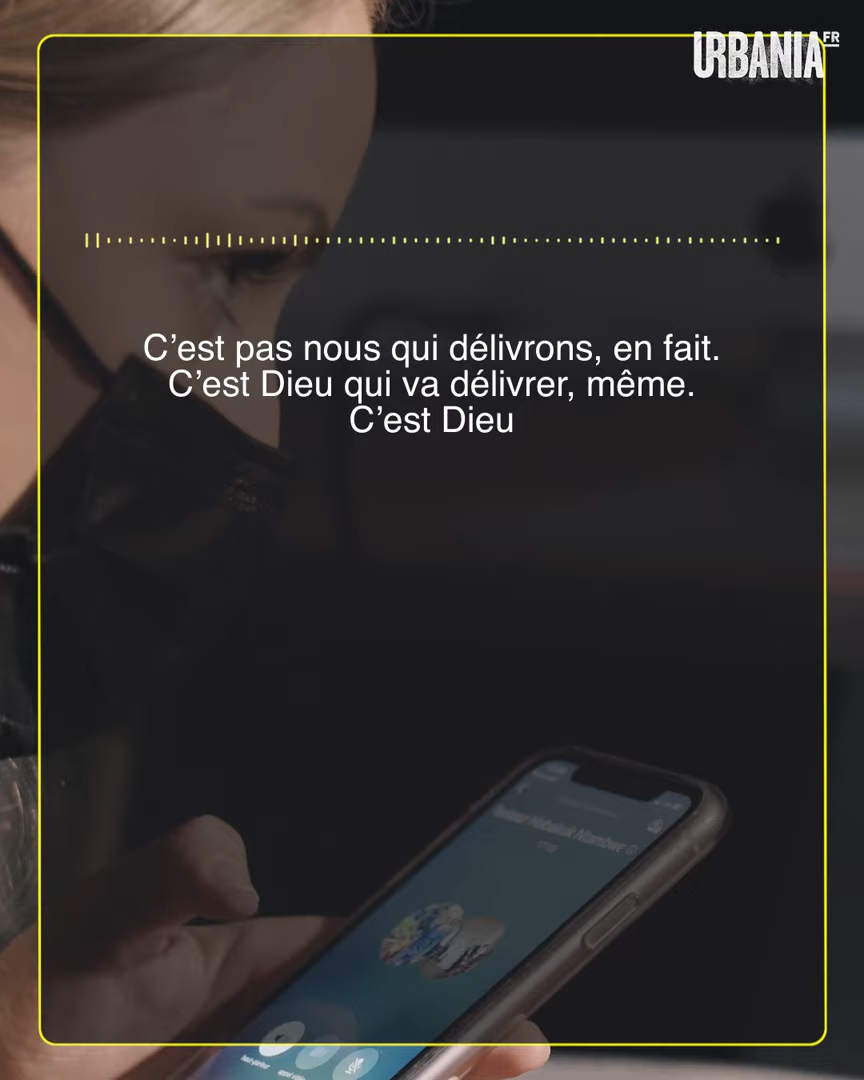 URBANIA FR
C’est pas nous qui délivrons, en fait.
C’est Dieu qui va délivrer, même.
C’est Dieu